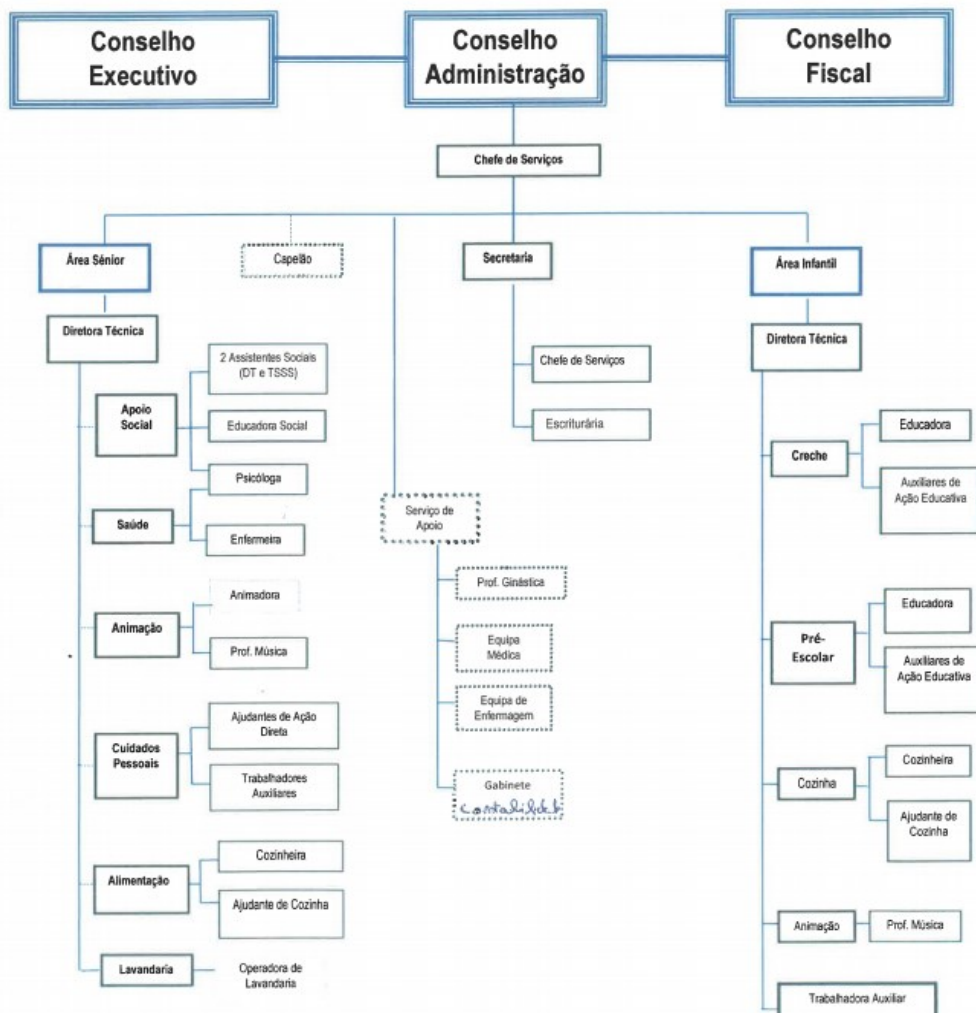 Conselho
Executivo
Conselho
Administração
Conselho
Fiscal
Chefe de Serviços
Área Sénior
Capelão
Secretaria
Área Infantil
Diretora Técnica
Diretora Técnica
2 Assistentes Sociais
(DT e TSSS)
Chefe de Serviços
Apoio
Social
Educadora Social
Escriturária
Educadora
Creche
Psicóloga
Auxiliares de
Ação Educativa
Saúde
Enfermeira
Serviço de
Apoio
Prof. Ginástica
Animadora
Educadora
Animação
Prof. Música
Equipa
Médica
Pré-
Escolar
Auxiliares de
Ação Educativa
Equipa de
Enfermagem
Ajudantes de Ação
Direta
Cuidados
Pessoais
Trabalhadores
Auxiliares
Gabinete
Cozinheira
Cozinha
Ajudante de
Cozinha
Cozinheira
Alimentação
Ajudante de Cozinha
Animação
Prof. Música
Lavandaria
Operadora de
Lavandaria
Trabalhadora Auxiliar